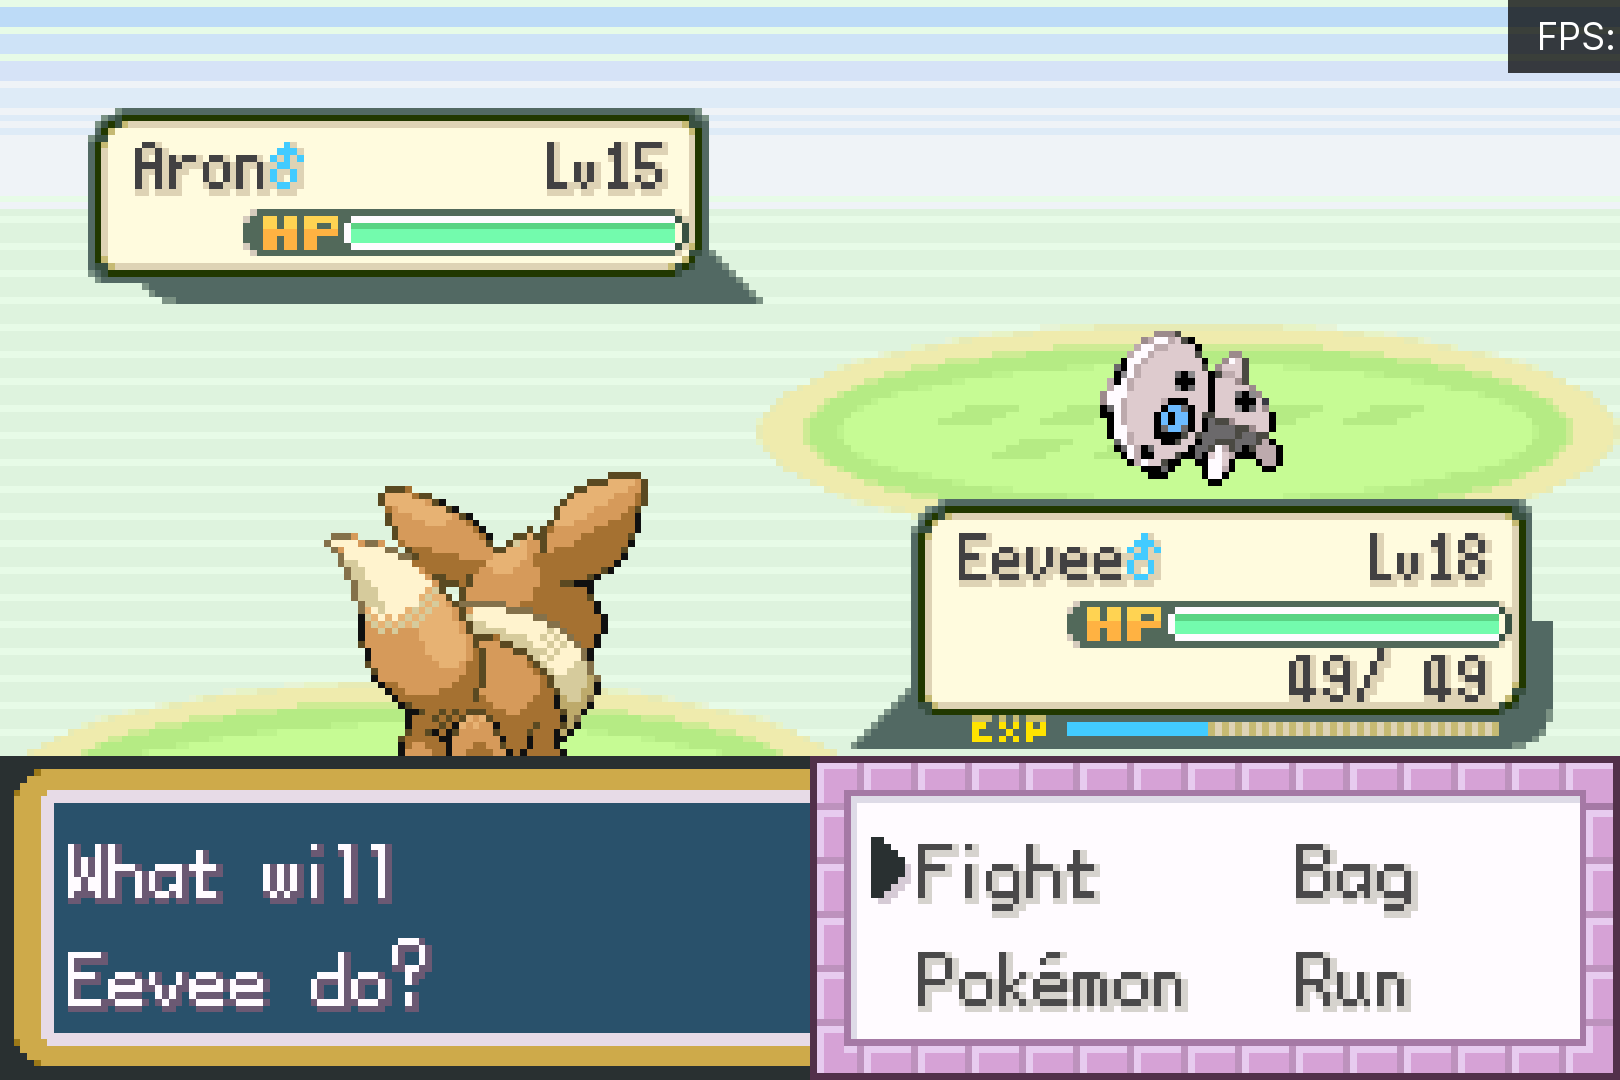 FPS:
Aron♂ Lv15
HP
Eevee♂ Lv18
HP
49/ 49
EXP
What will
Eevee do?
Fight Bag
Pokémon Run